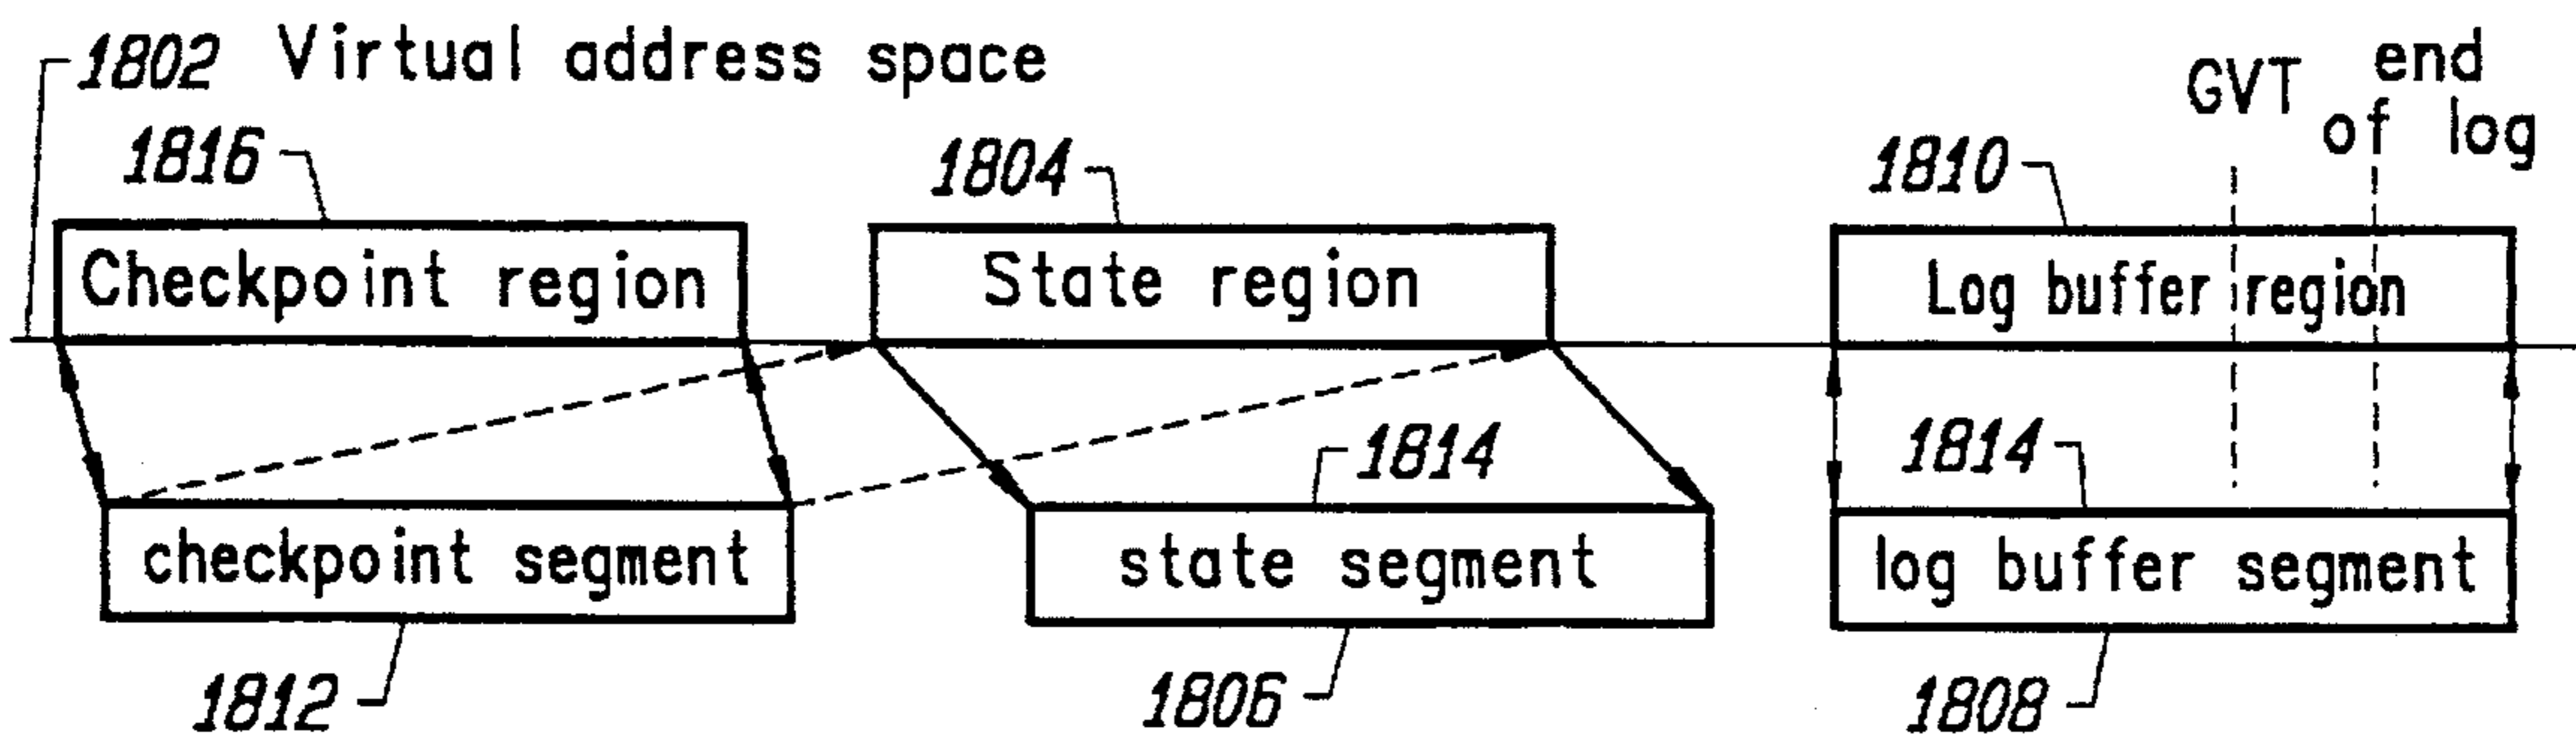 1802 Virtual address space
GVT end
of log
1816
1804
1810
Checkpoint region
State region
Log buffer region
1814
1814
checkpoint segment
state segment
log buffer segment
1812
1806
1808